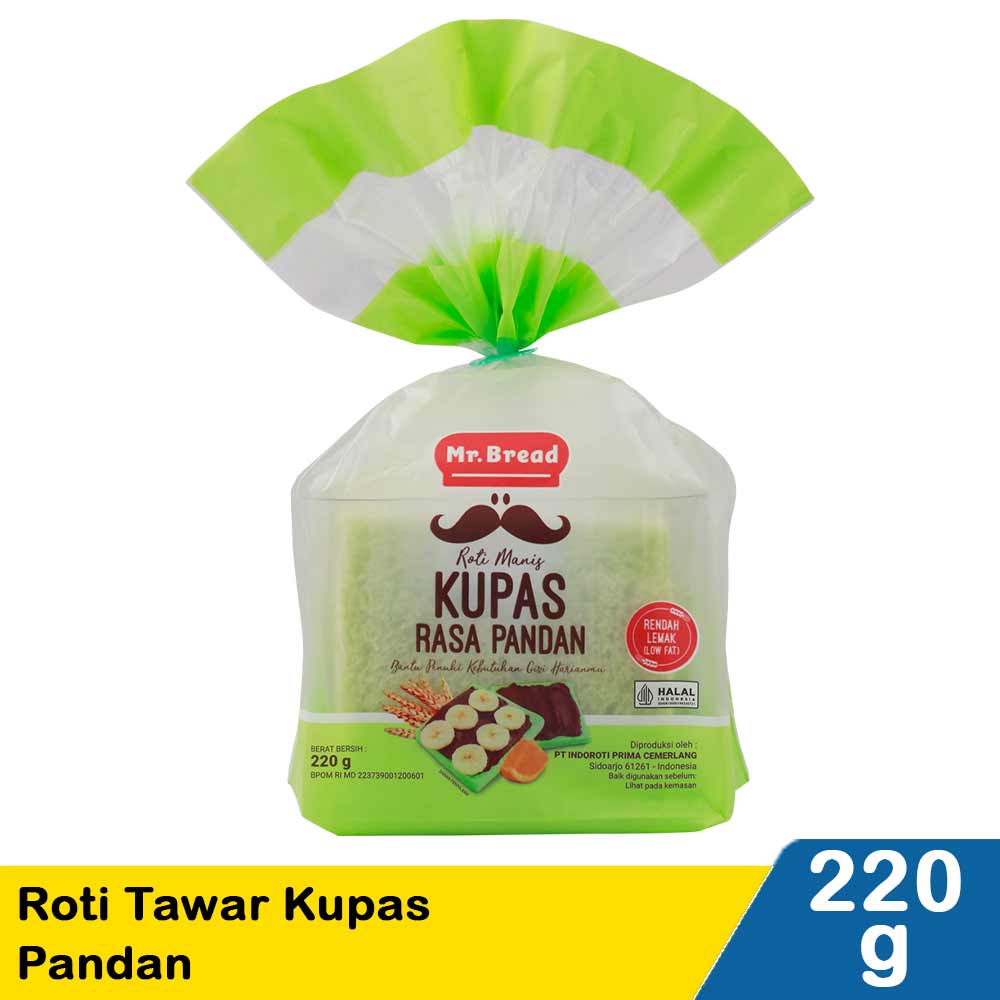 Mr. Bread
Roti Manis
KUPAS
RASA PANDAN
Bantu Penuhi Kebutuhan Gizi Harianmu
RENDAH
LEMAK
(LOW FAT)
HALAL
INDONESIA
BERAT BERSIH :
220 g
BPOM RI MD 223739001200601
Diproduksi oleh :
PT INDOROTI PRIMA CEMERLANG
Sidoarjo 61261 - Indonesia
Baik digunakan sebelum:
Lihat pada kemasan
Roti Tawar Kupas
Pandan
220
g